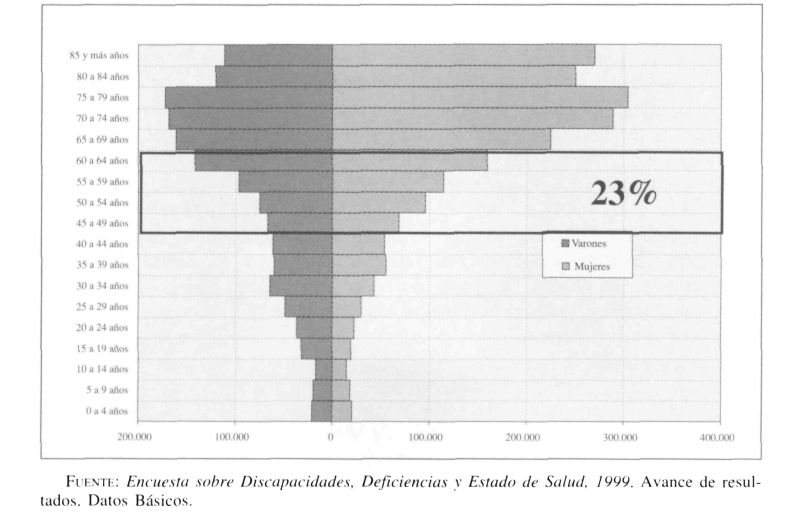 85 y más años
80 a 84 años
75 a 79 años
70 a 74 años
65 a 69 años
60 a 64 años
55 a 59 años
50 a 54 años
45 a 49 años
40 a 44 años
35 a 39 años
30 a 34 años
25 a 29 años
20 a 24 años
15 a 19 años
10 a 14 años
5 a 9 años
0 a 4 años
23%
Varones
Mujeres
200.000 100.000 0 100.000 200.000 300.000 400.000
FUENTE: Encuesta sobre Discapacidades, Deficiencias y Estado de Salud, 1999. Avance de resul-
tados. Datos Básicos.